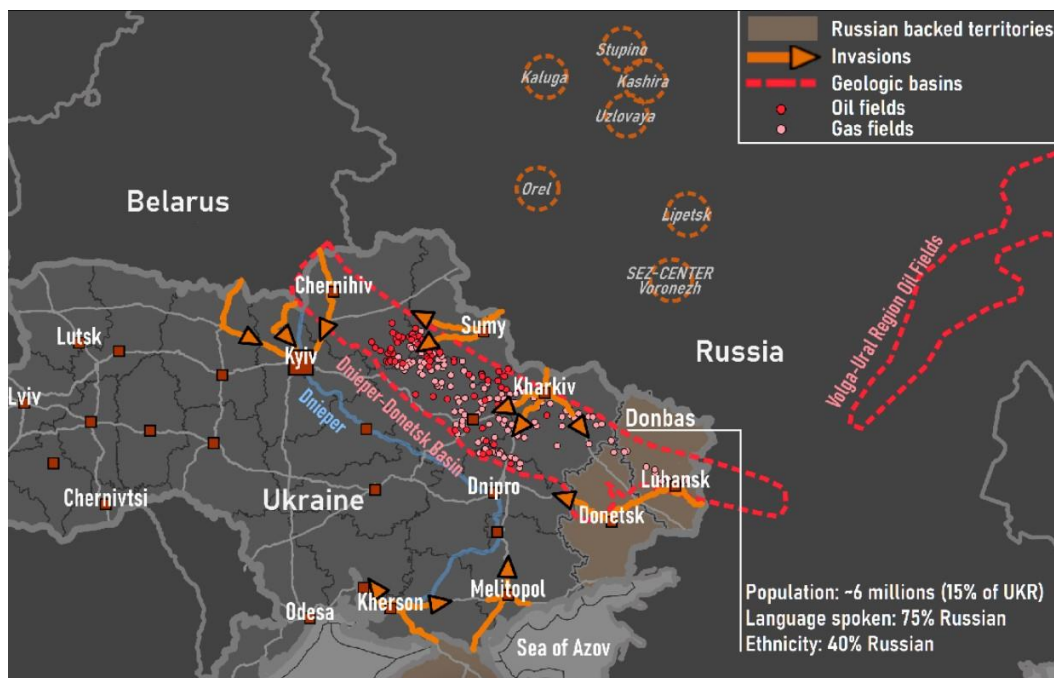 Russian backed territories
Invasions
Geologic basins
Oil fields
Gas fields
Stupino
Kaluga
Kashira
Uzlovaya
Orel
Lipetsk
SEZ-CENTER
Voronezh
Belarus
Chernihiv
Sumy
Russia
Volga-Ural Region Oil Fields
Lutsk
Kyiv
Lviv
Dnieper
Dnieper-Donetsk Basin
Kharkiv
Donbas
Chernivtsi
Ukraine
Dnipro
Luhansk
Donetsk
Odesa
Kherson
Melitopol
Sea of Azov
Population: ~6 millions (15% of UKR)
Language spoken: 75% Russian
Ethnicity: 40% Russian